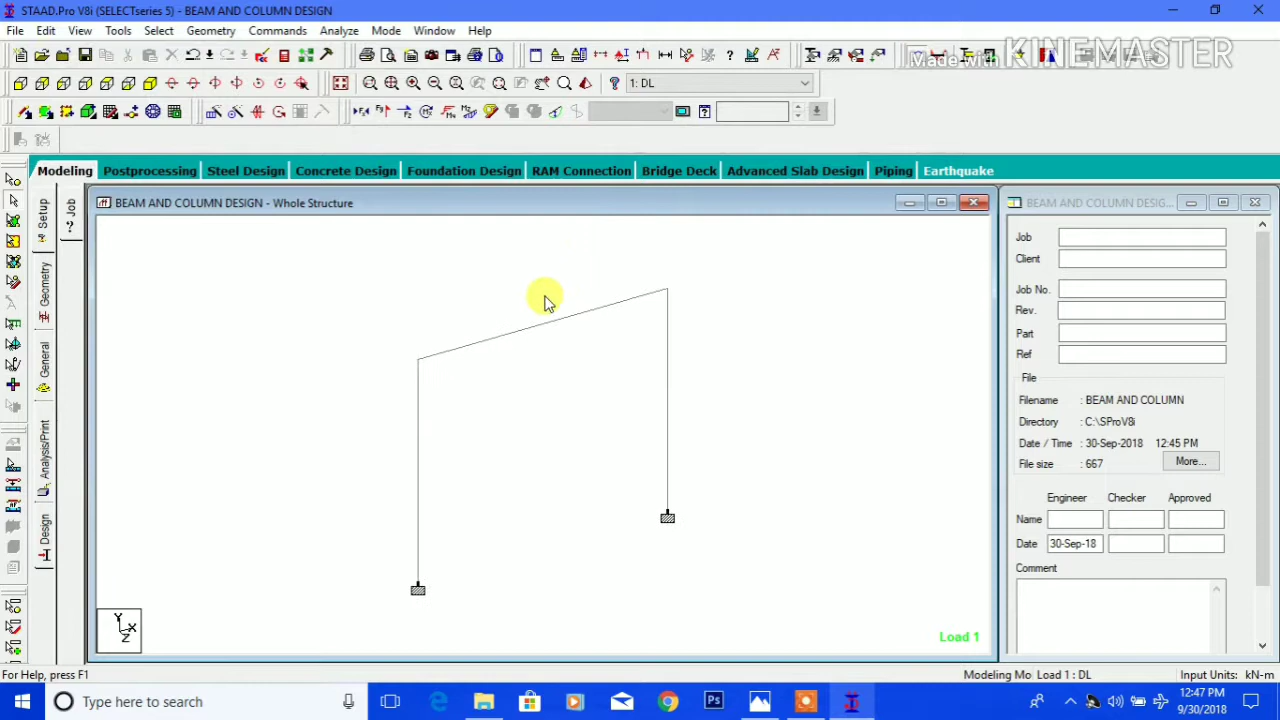 STAAD.Pro V8i (SELECTseries 5) - BEAM AND COLUMN DESIGN
File Edit View Tools Select Geometry Commands Analyze Mode Window Help
Made with KINEMASTER
1: DL
Modeling Postprocessing Steel Design Concrete Design Foundation Design RAM Connection Bridge Deck Advanced Slab Design Piping Earthquake
BEAM AND COLUMN DESIGN - Whole Structure
BEAM AND COLUMN DESIG...
Job
Setup
Geometry
General
Analysis/Print
Design
Job
Client
Job No.
Rev.
Part
Ref
File
Filename : BEAM AND COLUMN
Directory : C:\SProV8i
Date / Time : 30-Sep-2018 12:45 PM
File size : 667 More...
Engineer Checker Approved
Name
Date 30-Sep-18
Comment
Y
X
Z
Load 1
For Help, press F1
Modeling Mo Load 1 : DL Input Units: kN-m
Type here to search
Ps
12:47 PM
9/30/2018